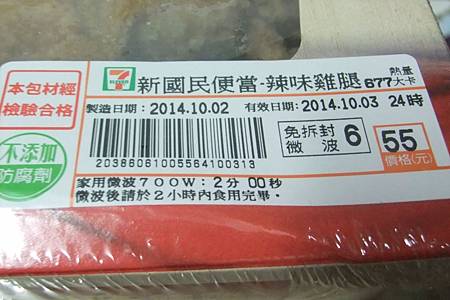 本包材經
檢驗合格
7
ELEVEN
新國民便當-辣味雞腿
熱量
677大卡
製造日期:2014.10.02
有效日期:2014.10.03 24時
20386061005564100313
免拆封
微波 6
55
價格(元)
不添加
防腐劑
家用微波700W:2分 00秒
微波後請於2小時內食用完畢。